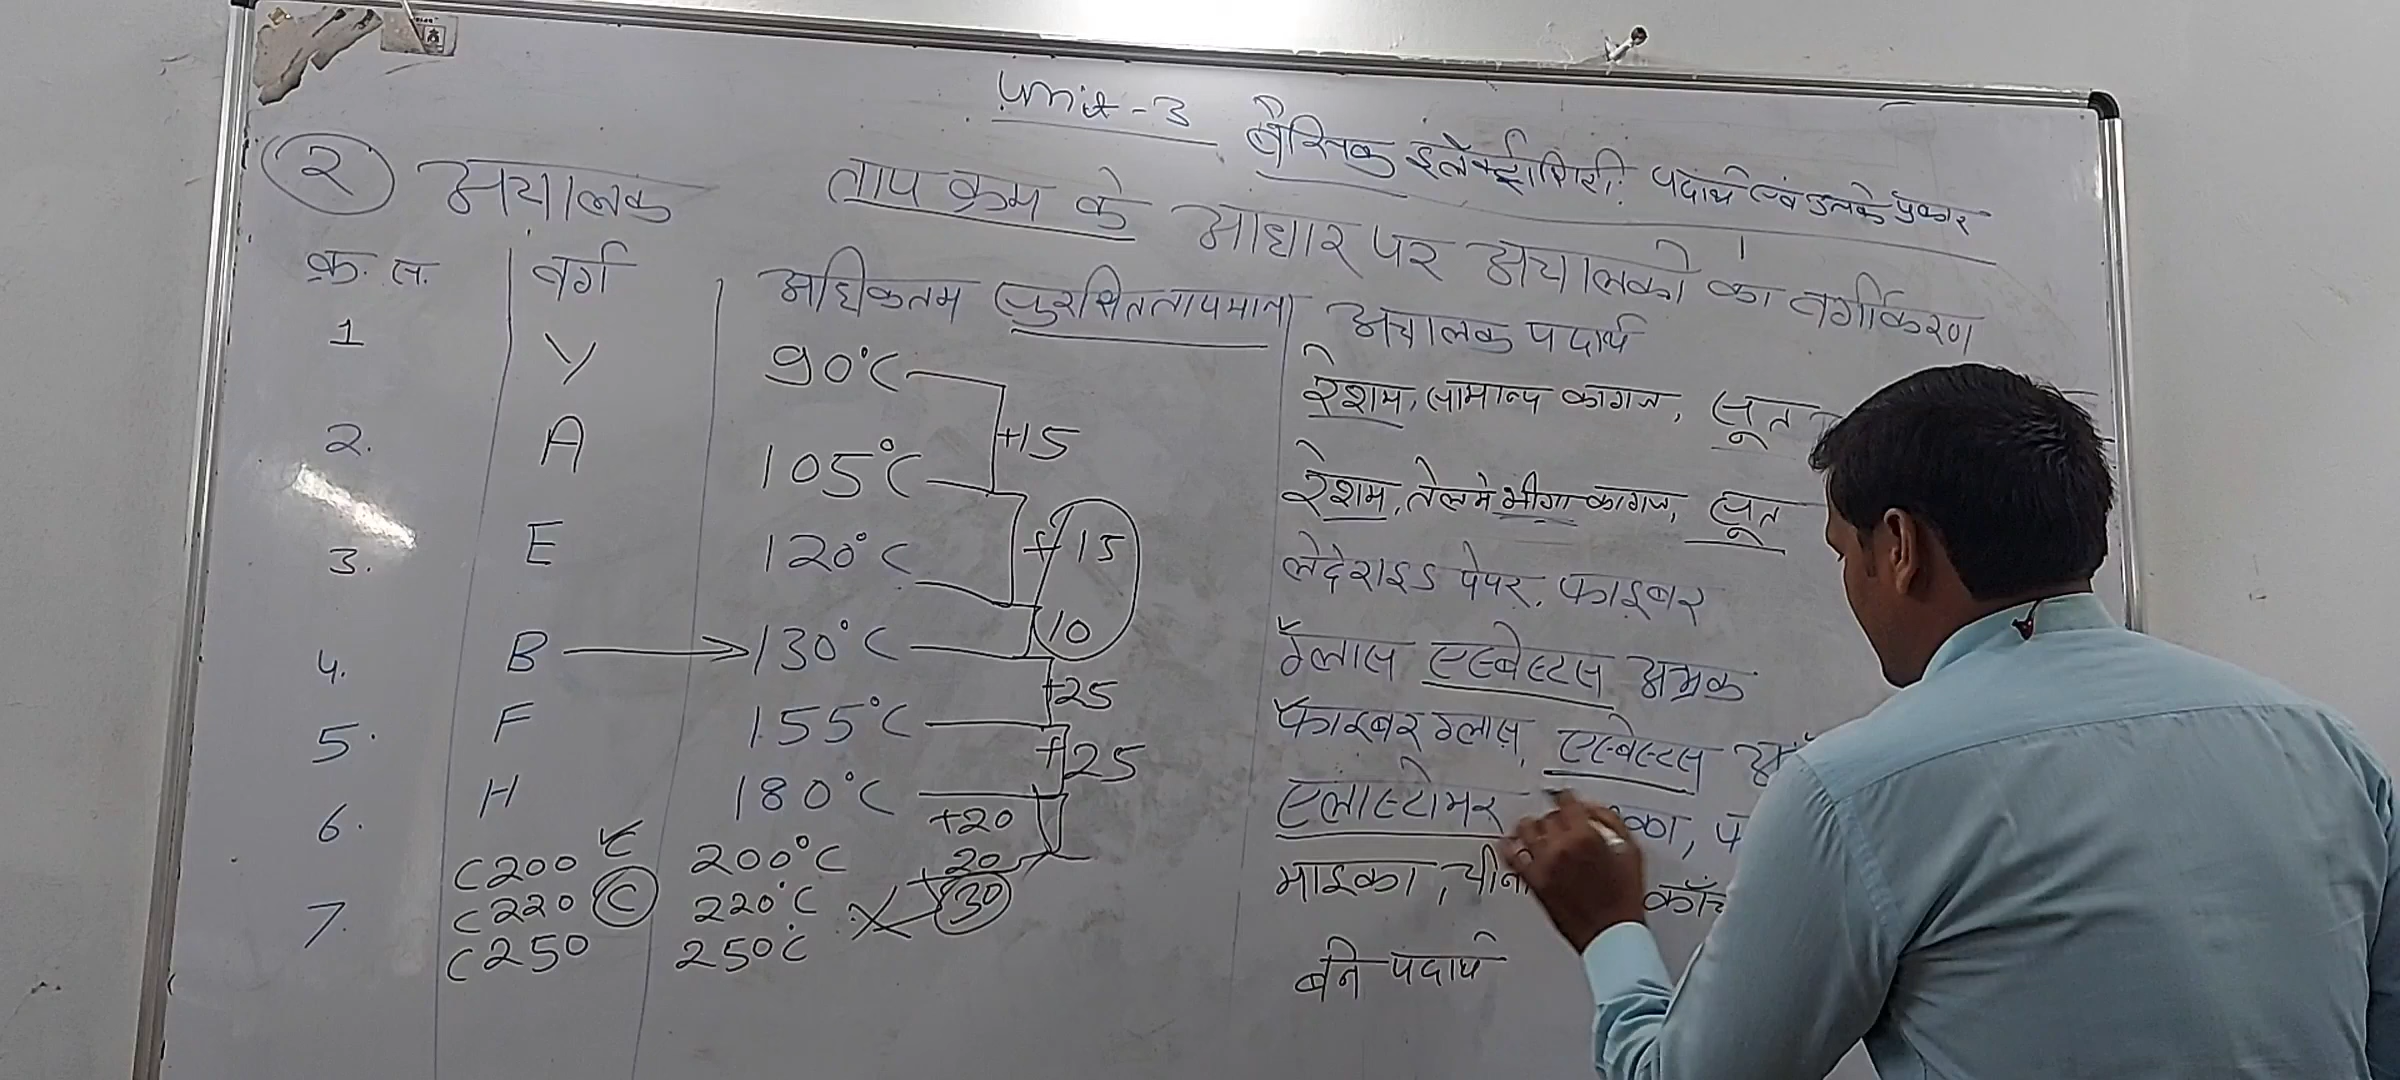 Unit-3 बैसिक इलेक्ट्रीसिटी पदार्थ एवं उनके प्रकार
२ अचालक ताप क्रम के आधार पर अचालको का वर्गीकरण
क्र.स. वर्ग अधिकतम सुरक्षित तापमान अचालक पदार्थ
1 Y 90°C रेशम, सामान्य कागज, सूत
+15
2. A 105°C रेशम, तेल मे भीगा कागज, सूत
+15
3. E 120°C लेदेराइड पेपर, फाइबर
10
4. B → 130°C ग्लास एस्बेस्टस अभ्रक
+25
5. F 155°C फाइबर ग्लास, एस्बेस्टस
+25
6. H 180°C एलास्टोमर
+20
C200 200°C माइका, चीनी काँच
20
7. C220 C 220°C 30
C250 250°C बने पदार्थ